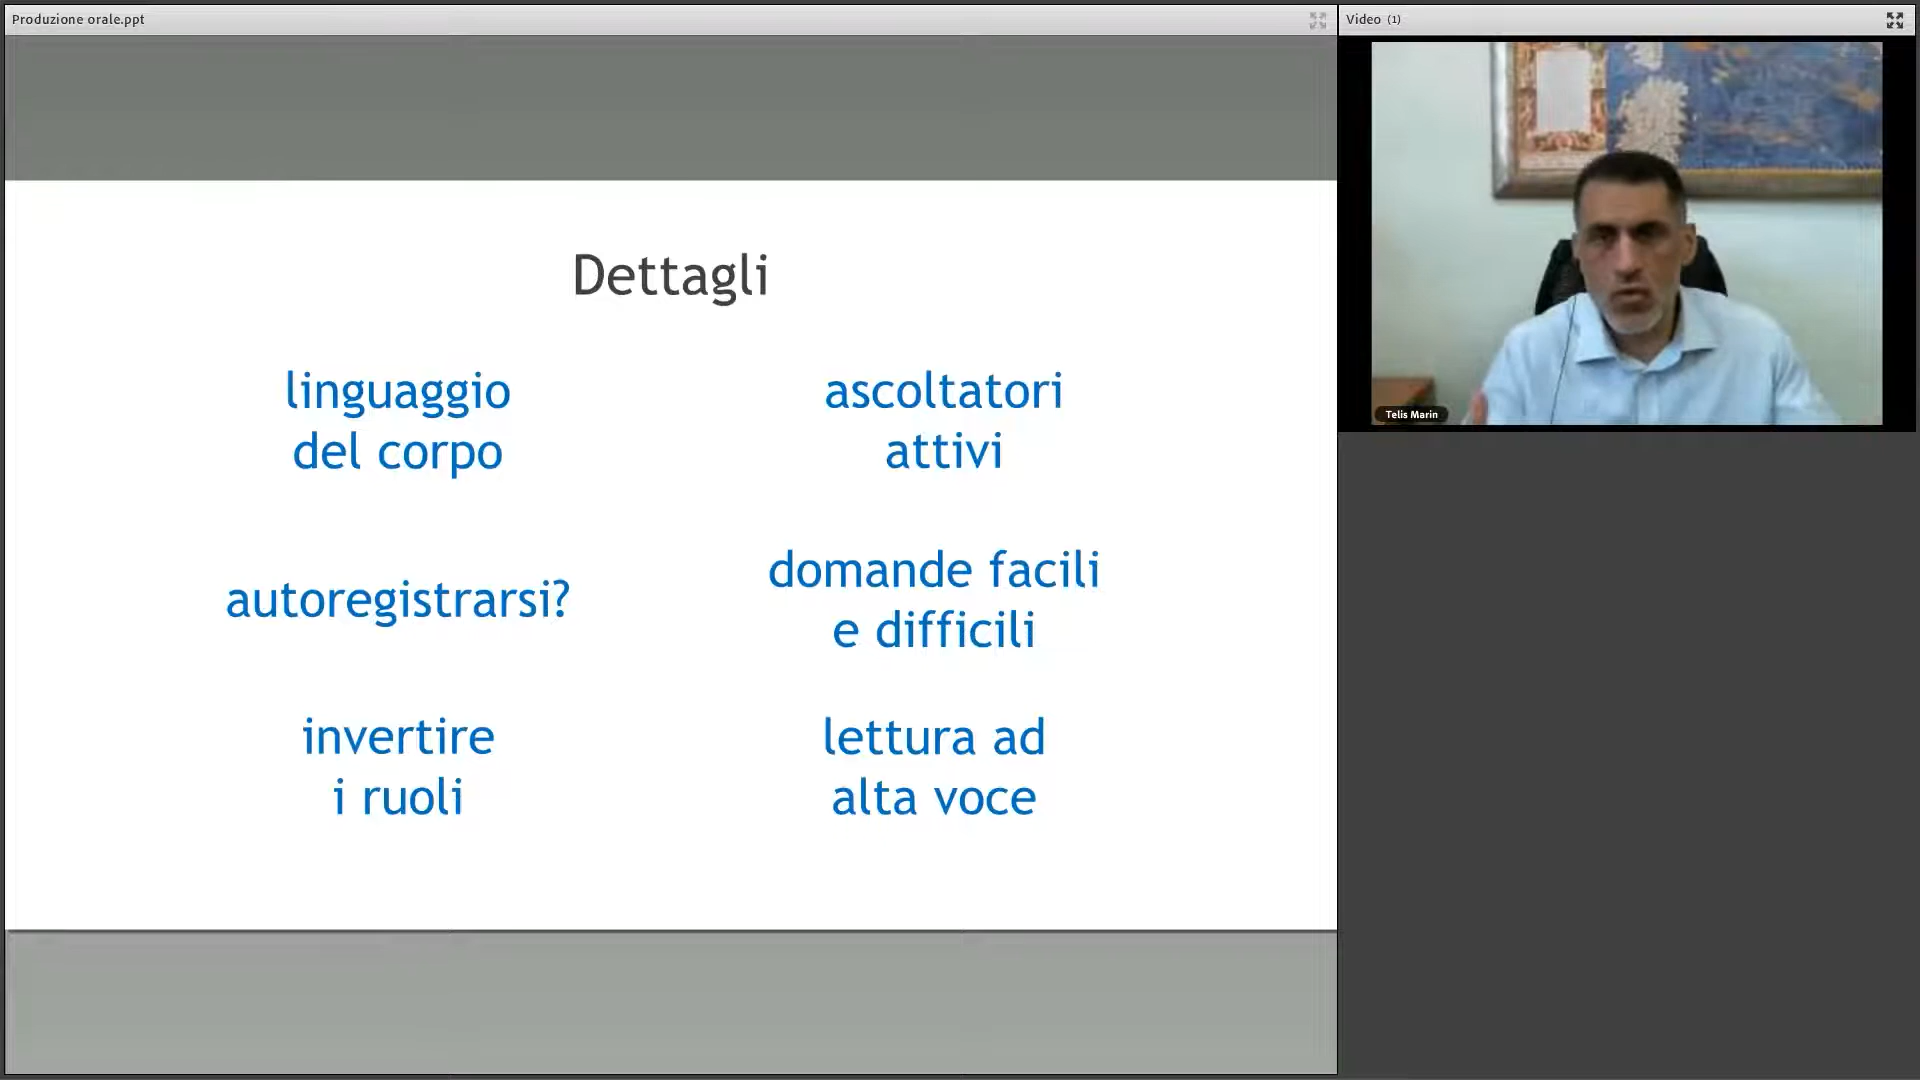 Produzione orale.ppt
Video (1)
Dettagli
linguaggio
del corpo
ascoltatori
attivi
autoregistrarsi?
domande facili
e difficili
invertire
i ruoli
lettura ad
alta voce
Telis Marin